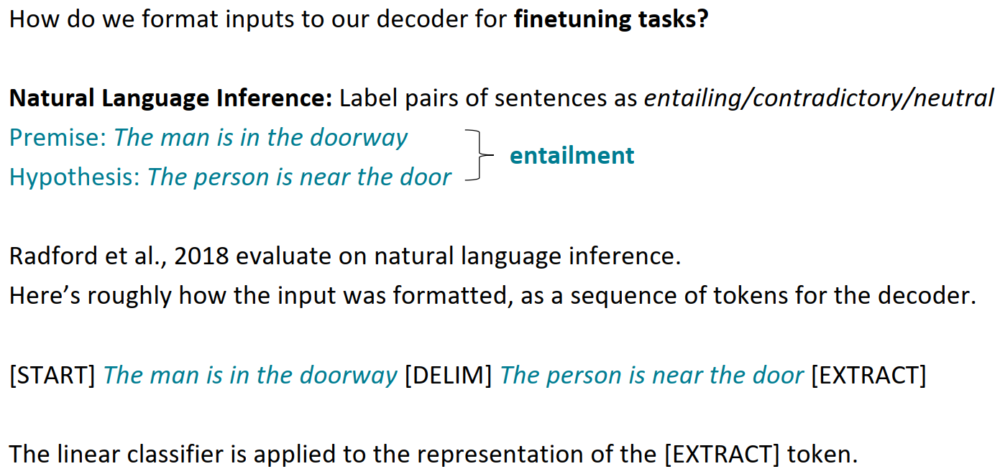 How do we format inputs to our decoder for finetuning tasks?
Natural Language Inference: Label pairs of sentences as entailing/contradictory/neutral
Premise: The man is in the doorway
Hypothesis: The person is near the door
entailment
Radford et al., 2018 evaluate on natural language inference.
Here’s roughly how the input was formatted, as a sequence of tokens for the decoder.
[START] The man is in the doorway [DELIM] The person is near the door [EXTRACT]
The linear classifier is applied to the representation of the [EXTRACT] token.